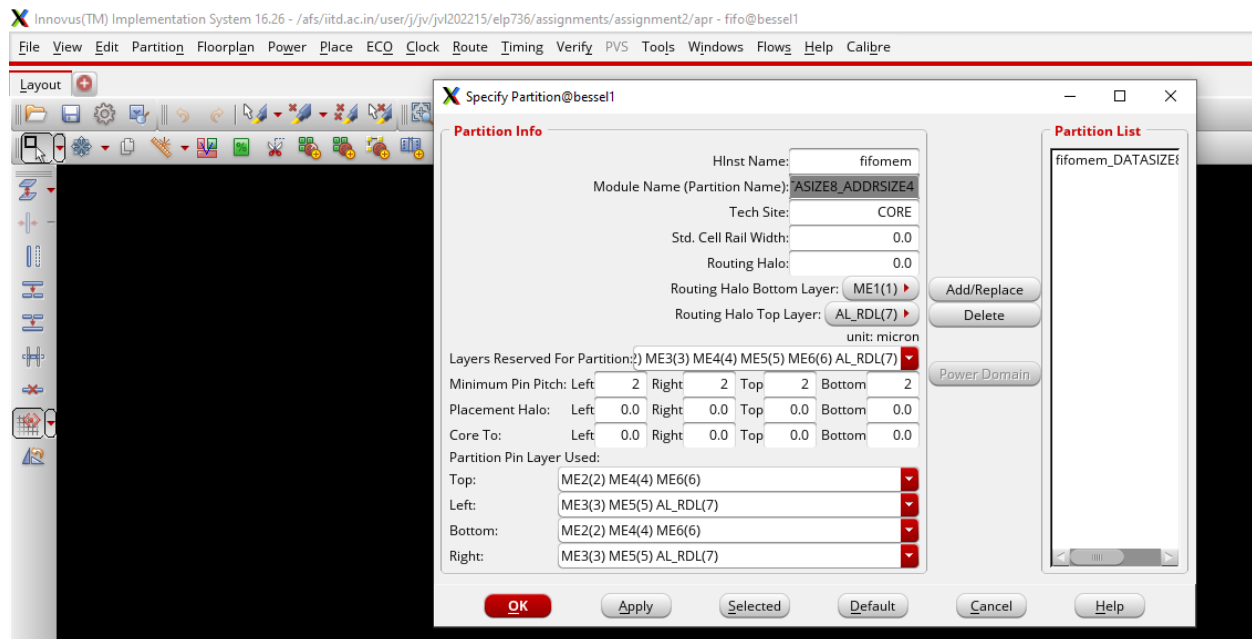 Innovus(TM) Implementation System 16.26 - /afs/iitd.ac.in/user/j/jv/jvl202215/elp736/assignments/assignment2/apr - fifo@bessel1
File View Edit Partition Floorplan Power Place ECO Clock Route Timing Verify PVS Tools Windows Flows Help Calibre
Layout
Specify Partition@bessel1
Partition Info
HInst Name: fifomem
Module Name (Partition Name): ASIZE8_ADDRSIZE4
Tech Site: CORE
Std. Cell Rail Width: 0.0
Routing Halo: 0.0
Routing Halo Bottom Layer: ME1(1)
Routing Halo Top Layer: AL_RDL(7)
unit: micron
Layers Reserved For Partition: 2) ME3(3) ME4(4) ME5(5) ME6(6) AL_RDL(7)
Minimum Pin Pitch: Left 2 Right 2 Top 2 Bottom 2
Placement Halo: Left 0.0 Right 0.0 Top 0.0 Bottom 0.0
Core To: Left 0.0 Right 0.0 Top 0.0 Bottom 0.0
Partition Pin Layer Used:
Top: ME2(2) ME4(4) ME6(6)
Left: ME3(3) ME5(5) AL_RDL(7)
Bottom: ME2(2) ME4(4) ME6(6)
Right: ME3(3) ME5(5) AL_RDL(7)
Add/Replace
Delete
Power Domain
Partition List
fifomem_DATASIZE8
OK Apply Selected Default Cancel Help